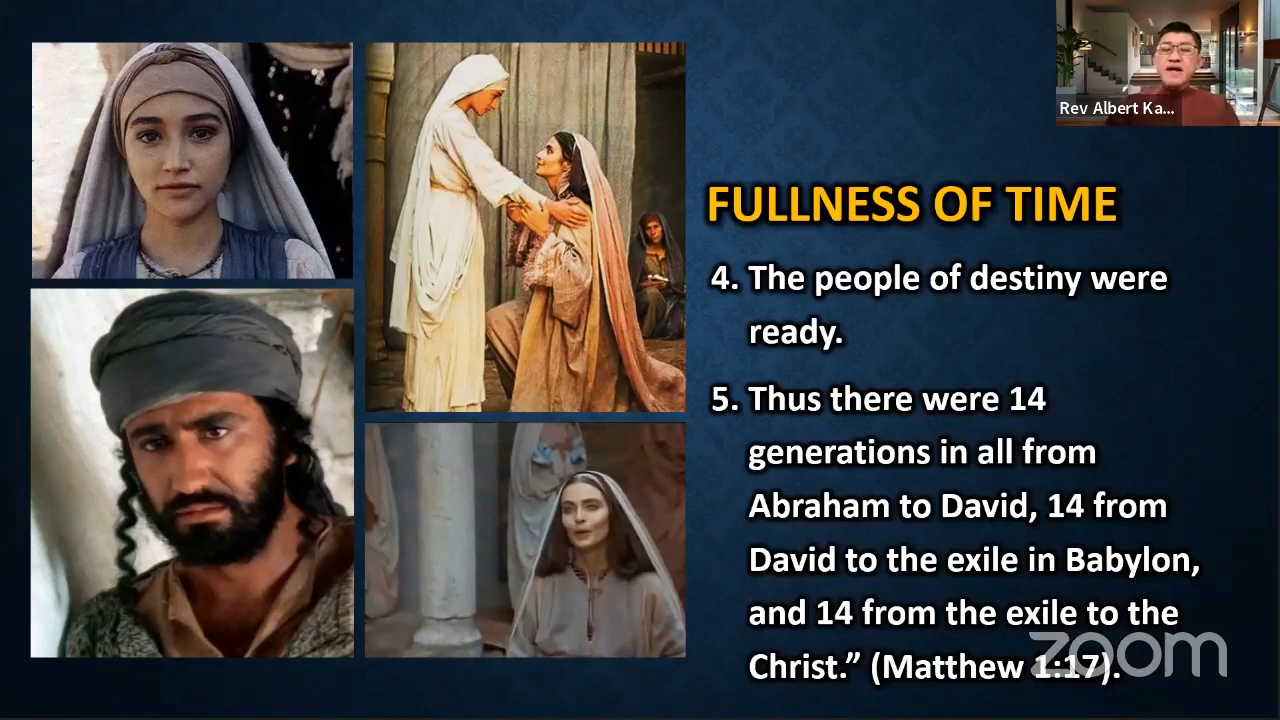 Rev Albert Ka...
FULLNESS OF TIME
4. The people of destiny were
ready.
5. Thus there were 14
generations in all from
Abraham to David, 14 from
David to the exile in Babylon,
and 14 from the exile to the
Christ.” (Matthew 1:17).
zoom